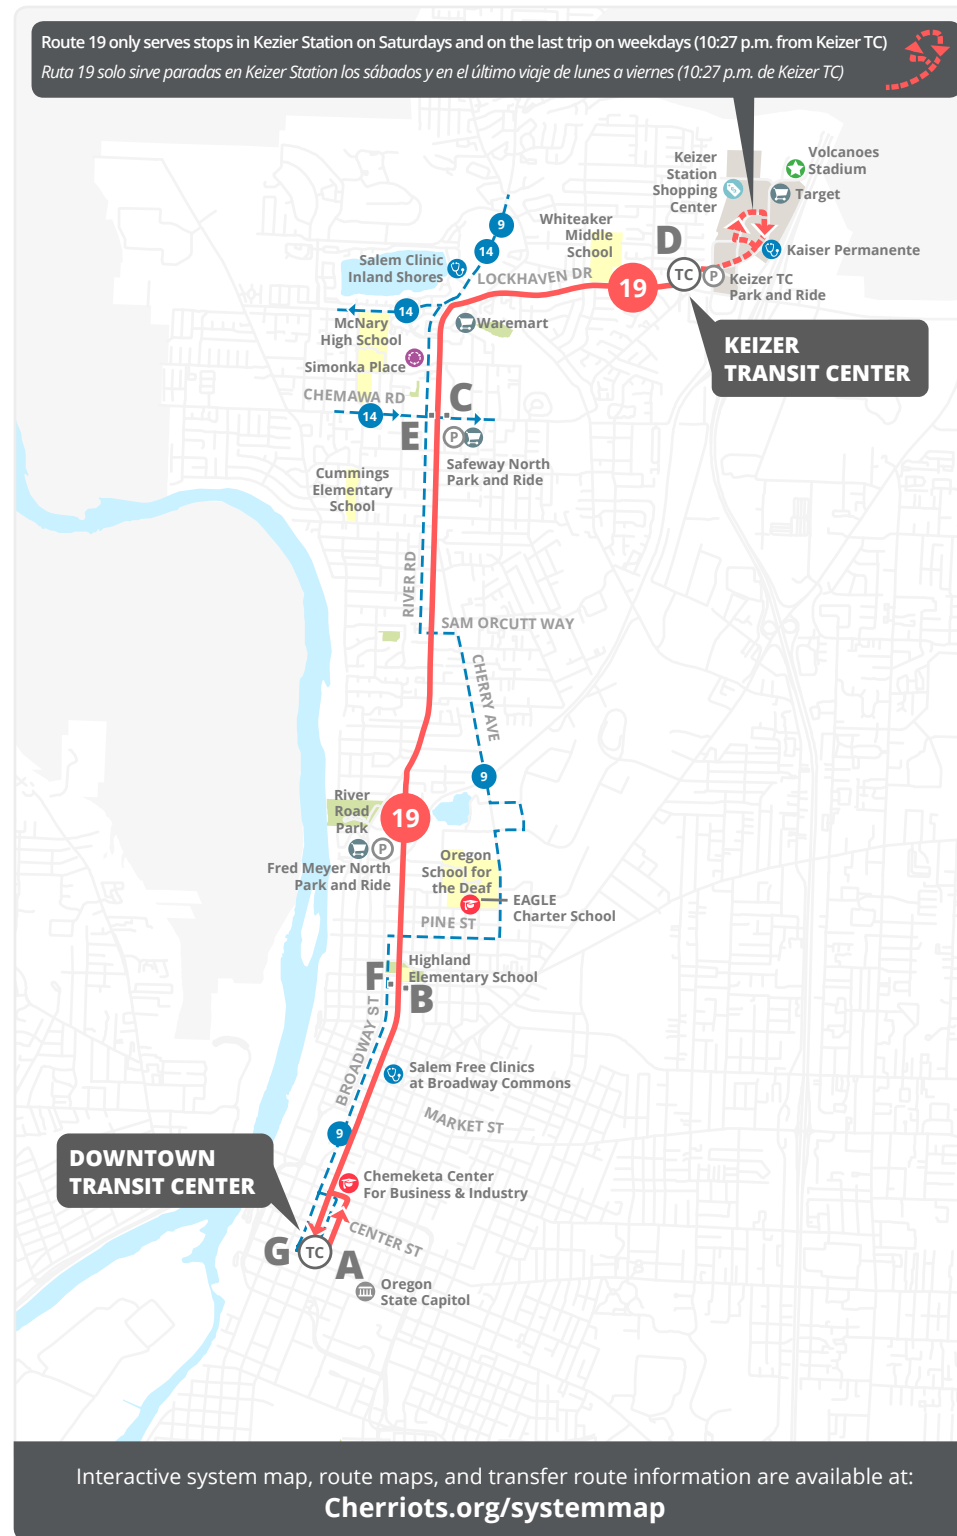 Route 19 only serves stops in Kezier Station on Saturdays and on the last trip on weekdays (10:27 p.m. from Keizer TC)
Ruta 19 solo sirve paradas en Keizer Station los sábados y en el último viaje de lunes a viernes (10:27 p.m. de Keizer TC)
Volcanoes
Stadium
Keizer
Station
Shopping
Center
Target
Whiteaker
Middle
School
9
D
Kaiser Permanente
14
Salem Clinic
Inland Shores
LOCKHAVEN DR
TC
P
Keizer TC
Park and Ride
19
14
McNary
High School
Waremart
KEIZER
TRANSIT CENTER
Simonka Place
CHEMAWA RD
C
14
E
P
Safeway North
Park and Ride
Cummings
Elementary
School
RIVER RD
SAM ORCUTT WAY
CHERRY AVE
9
River
Road
Park
19
P
Fred Meyer North
Park and Ride
Oregon
School for
the Deaf
EAGLE
Charter School
PINE ST
Highland
Elementary School
F
B
BROADWAY ST
Salem Free Clinics
at Broadway Commons
MARKET ST
9
DOWNTOWN
TRANSIT CENTER
Chemeketa Center
For Business & Industry
CENTER ST
G
TC
A
Oregon
State Capitol
Interactive system map, route maps, and transfer route information are available at:
Cherriots.org/systemmap